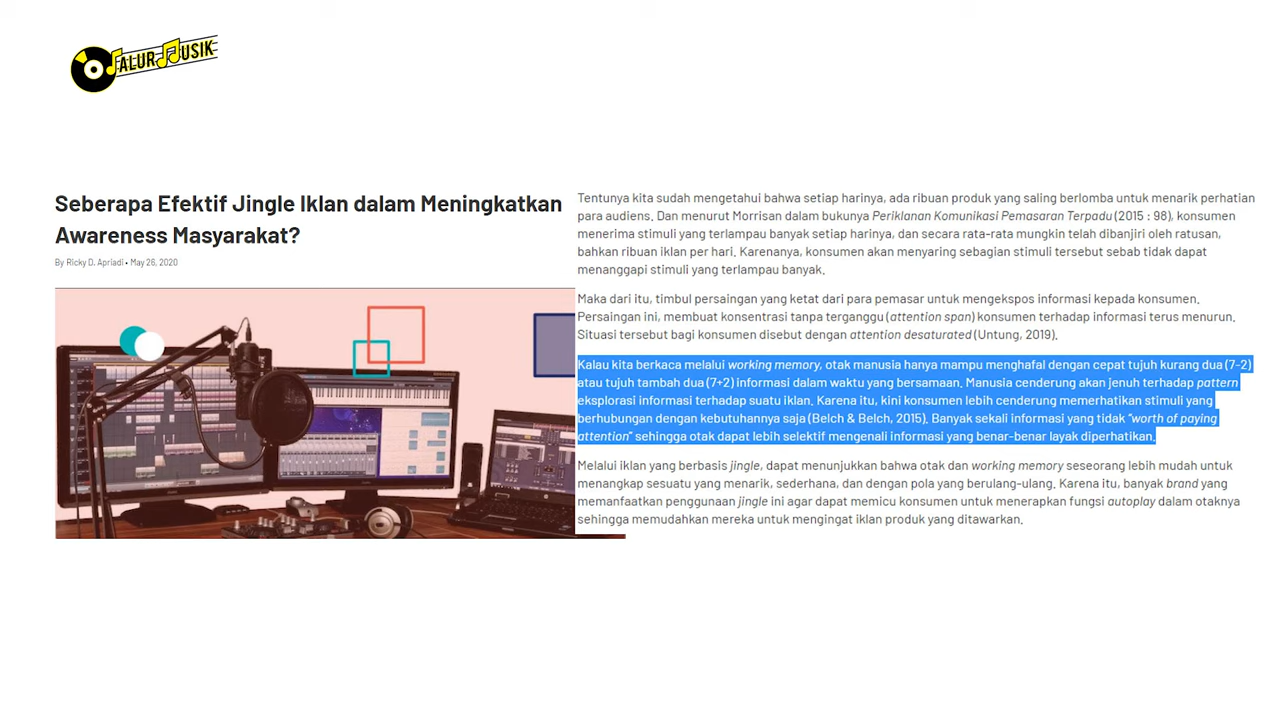 JALUR MUSIK
Seberapa Efektif Jingle Iklan dalam Meningkatkan
Awareness Masyarakat?
By Ricky D. Apriadi • May 26, 2020
Tentunya kita sudah mengetahui bahwa setiap harinya, ada ribuan produk yang saling berlomba untuk menarik perhatian
para audiens. Dan menurut Morrisan dalam bukunya Periklanan Komunikasi Pemasaran Terpadu (2015 : 98), konsumen
menerima stimuli yang terlampau banyak setiap harinya, dan secara rata-rata mungkin telah dibanjiri oleh ratusan,
bahkan ribuan iklan per hari. Karenanya, konsumen akan menyaring sebagian stimuli tersebut sebab tidak dapat
menanggapi stimuli yang terlampau banyak.
Maka dari itu, timbul persaingan yang ketat dari para pemasar untuk mengekspos informasi kepada konsumen.
Persaingan ini, membuat konsentrasi tanpa terganggu (attention span) konsumen terhadap informasi terus menurun.
Situasi tersebut bagi konsumen disebut dengan attention desaturated (Untung, 2019).
Kalau kita berkaca melalui working memory, otak manusia hanya mampu menghafal dengan cepat tujuh kurang dua (7-2)
atau tujuh tambah dua (7+2) informasi dalam waktu yang bersamaan. Manusia cenderung akan jenuh terhadap pattern
eksplorasi informasi terhadap suatu iklan. Karena itu, kini konsumen lebih cenderung memerhatikan stimuli yang
berhubungan dengan kebutuhannya saja (Belch & Belch, 2015). Banyak sekali informasi yang tidak "worth of paying
attention" sehingga otak dapat lebih selektif mengenali informasi yang benar-benar layak diperhatikan.
Melalui iklan yang berbasis jingle, dapat menunjukkan bahwa otak dan working memory seseorang lebih mudah untuk
menangkap sesuatu yang menarik, sederhana, dan dengan pola yang berulang-ulang. Karena itu, banyak brand yang
memanfaatkan penggunaan jingle ini agar dapat memicu konsumen untuk menerapkan fungsi autoplay dalam otaknya
sehingga memudahkan mereka untuk mengingat iklan produk yang ditawarkan.